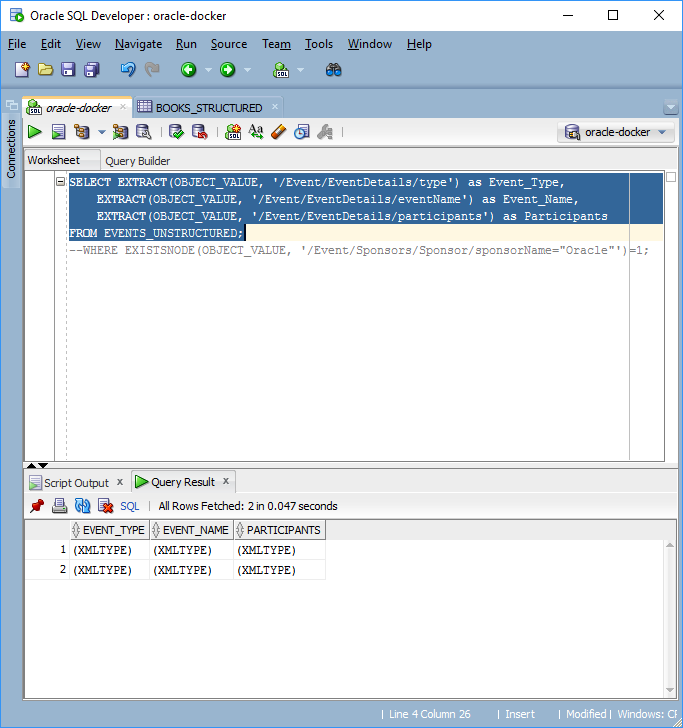 Oracle SQL Developer : oracle-docker
File Edit View Navigate Run Source Team Tools Window Help
SQL
Connections
oracle-docker × BOOKS_STRUCTURED ×
SQL Aa oracle-docker
Worksheet Query Builder
SELECT EXTRACT(OBJECT_VALUE, '/Event/EventDetails/type') as Event_Type,
EXTRACT(OBJECT_VALUE, '/Event/EventDetails/eventName') as Event_Name,
EXTRACT(OBJECT_VALUE, '/Event/EventDetails/participants') as Participants
FROM EVENTS_UNSTRUCTURED;
--WHERE EXISTSNODE(OBJECT_VALUE, '/Event/Sponsors/Sponsor/sponsorName="Oracle"')=1;
Script Output × Query Result ×
SQL | All Rows Fetched: 2 in 0.047 seconds
EVENT_TYPE EVENT_NAME PARTICIPANTS
1 (XMLTYPE) (XMLTYPE) (XMLTYPE)
2 (XMLTYPE) (XMLTYPE) (XMLTYPE)
| Line 4 Column 26 | Insert | Modified | Windows: CF